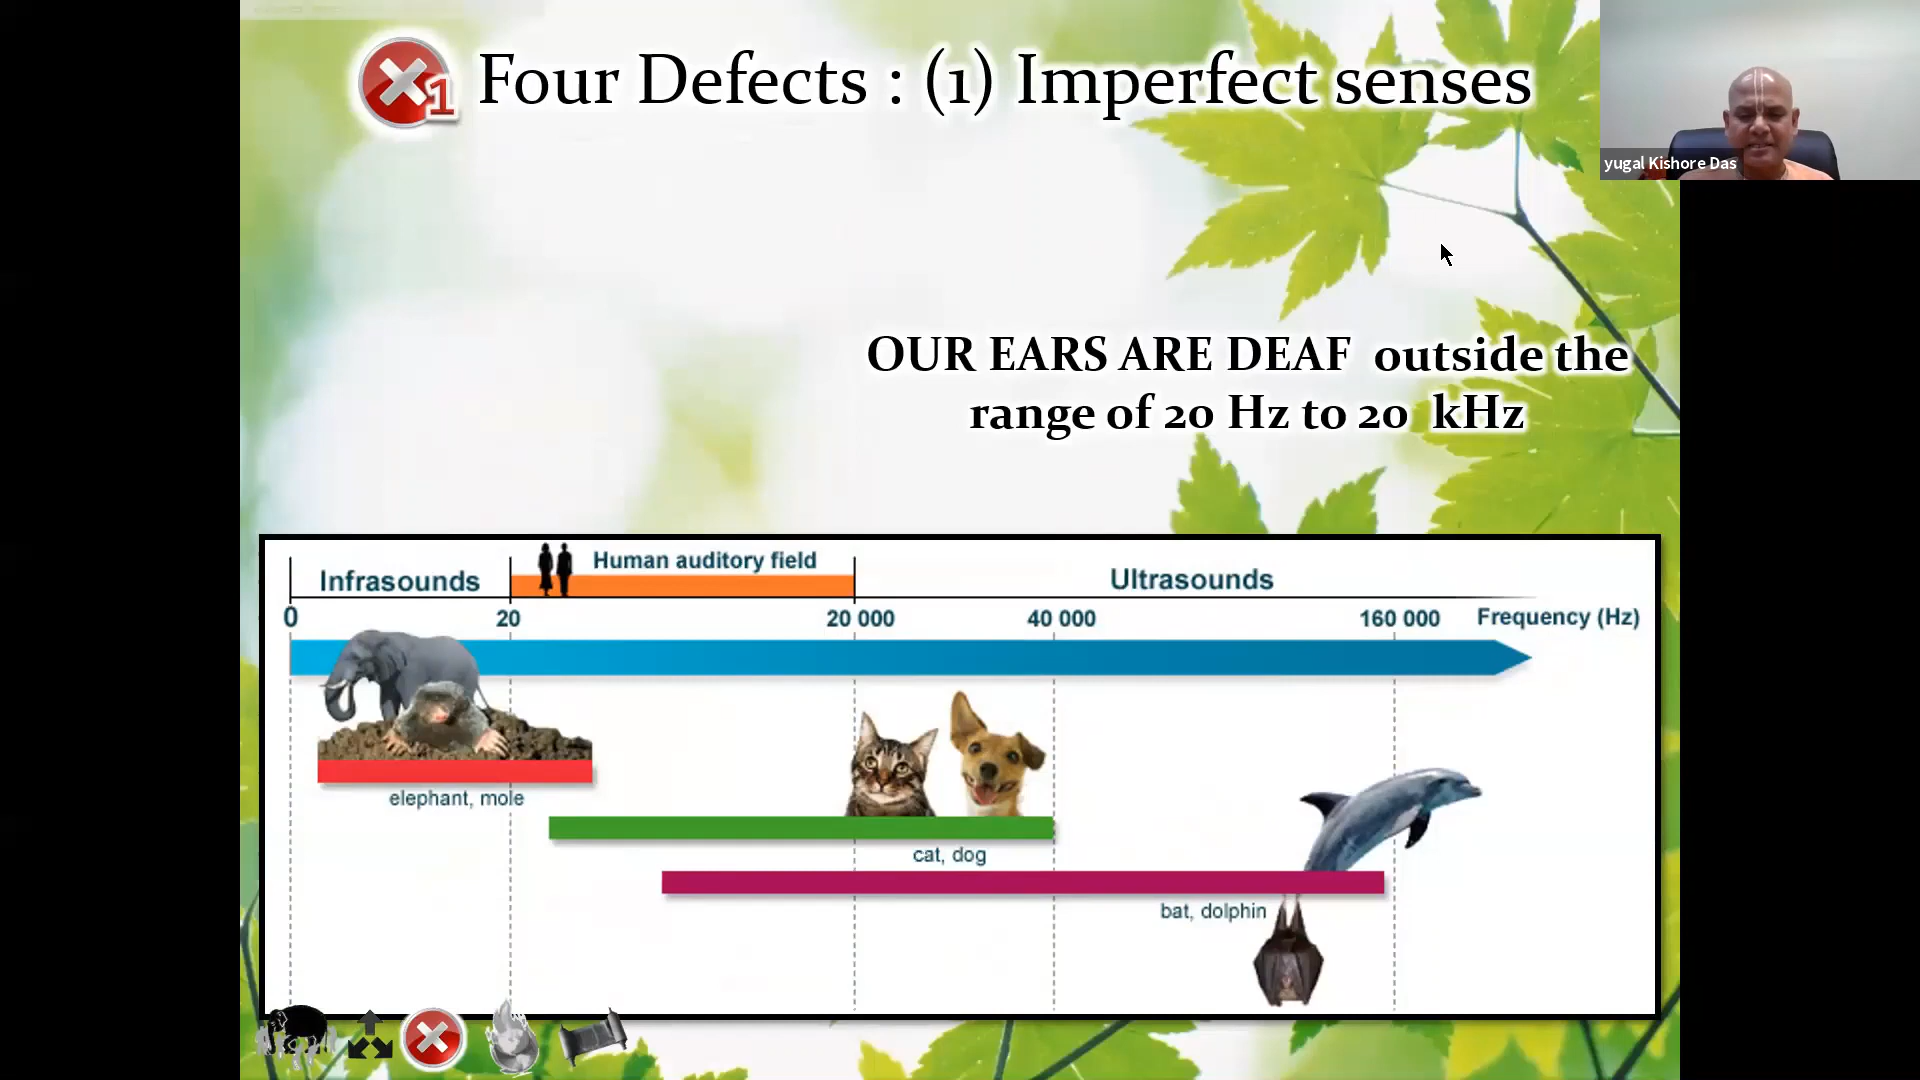 1 Four Defects : (1) Imperfect senses
yugal Kishore Das
OUR EARS ARE DEAF outside the
range of 20 Hz to 20 kHz
Infrasounds
Human auditory field
Ultrasounds
0 20 20 000 40 000 160 000 Frequency (Hz)
elephant, mole
cat, dog
bat, dolphin